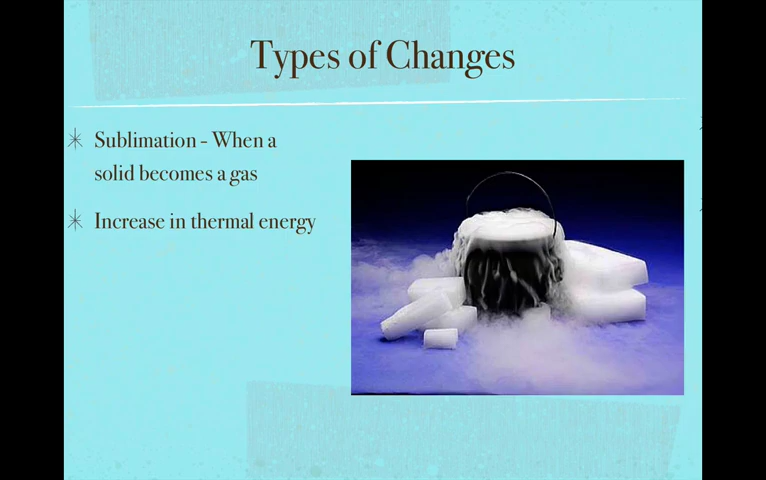 Types of Changes
Sublimation - When a
solid becomes a gas
Increase in thermal energy